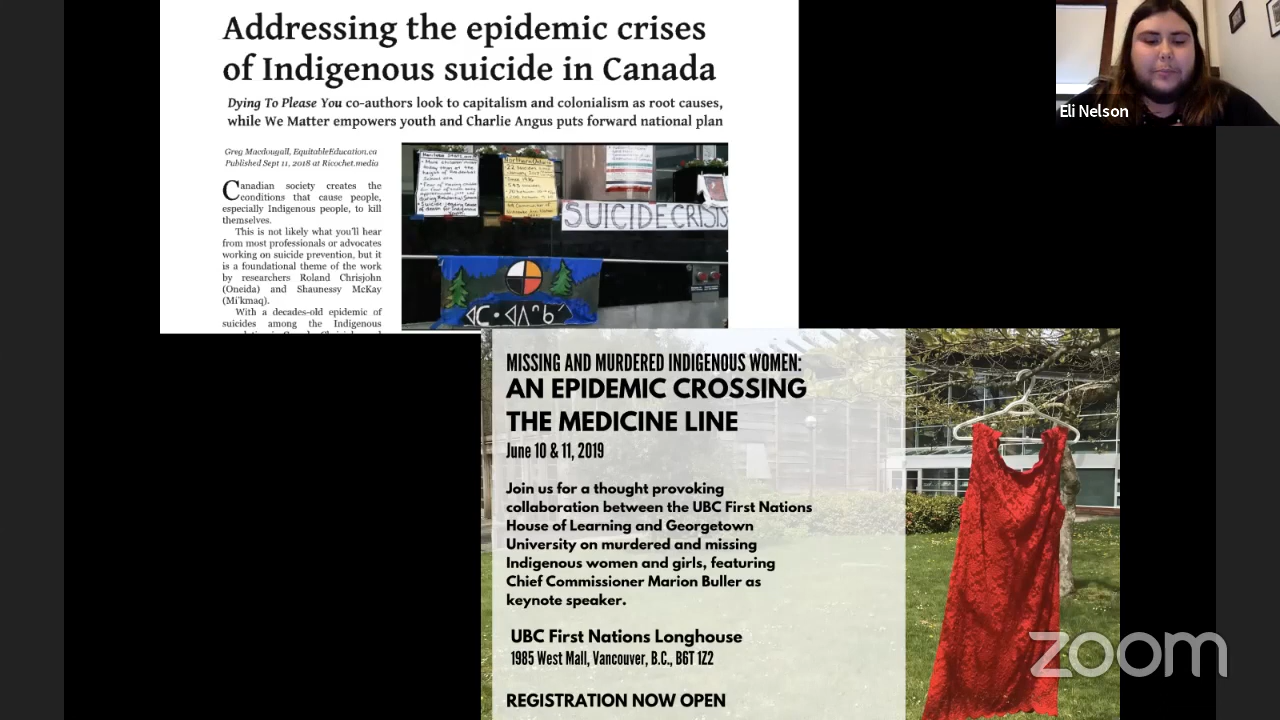 Addressing the epidemic crises
of Indigenous suicide in Canada
Dying To Please You co-authors look to capitalism and colonialism as root causes,
while We Matter empowers youth and Charlie Angus puts forward national plan
Greg Macdougall, EquitableEducation.ca
Published Sept 11, 2018 at Ricochet.media
Canadian society creates the
conditions that cause people,
especially Indigenous people, to kill
themselves.
This is not likely what you'll hear
from most professionals or advocates
working on suicide prevention, but it
is a foundational theme of the work
by researchers Roland Chrisjohn
(Oneida) and Shaunessy McKay
(Mi'kmaq).
With a decades-old epidemic of
suicides among the Indigenous
SUICIDE CRISIS
Eli Nelson
MISSING AND MURDERED INDIGENOUS WOMEN:
AN EPIDEMIC CROSSING
THE MEDICINE LINE
June 10 & 11, 2019
Join us for a thought provoking
collaboration between the UBC First Nations
House of Learning and Georgetown
University on murdered and missing
Indigenous women and girls, featuring
Chief Commissioner Marion Buller as
keynote speaker.
UBC First Nations Longhouse
1985 West Mall, Vancouver, B.C., B6T 1Z2
REGISTRATION NOW OPEN
zoom